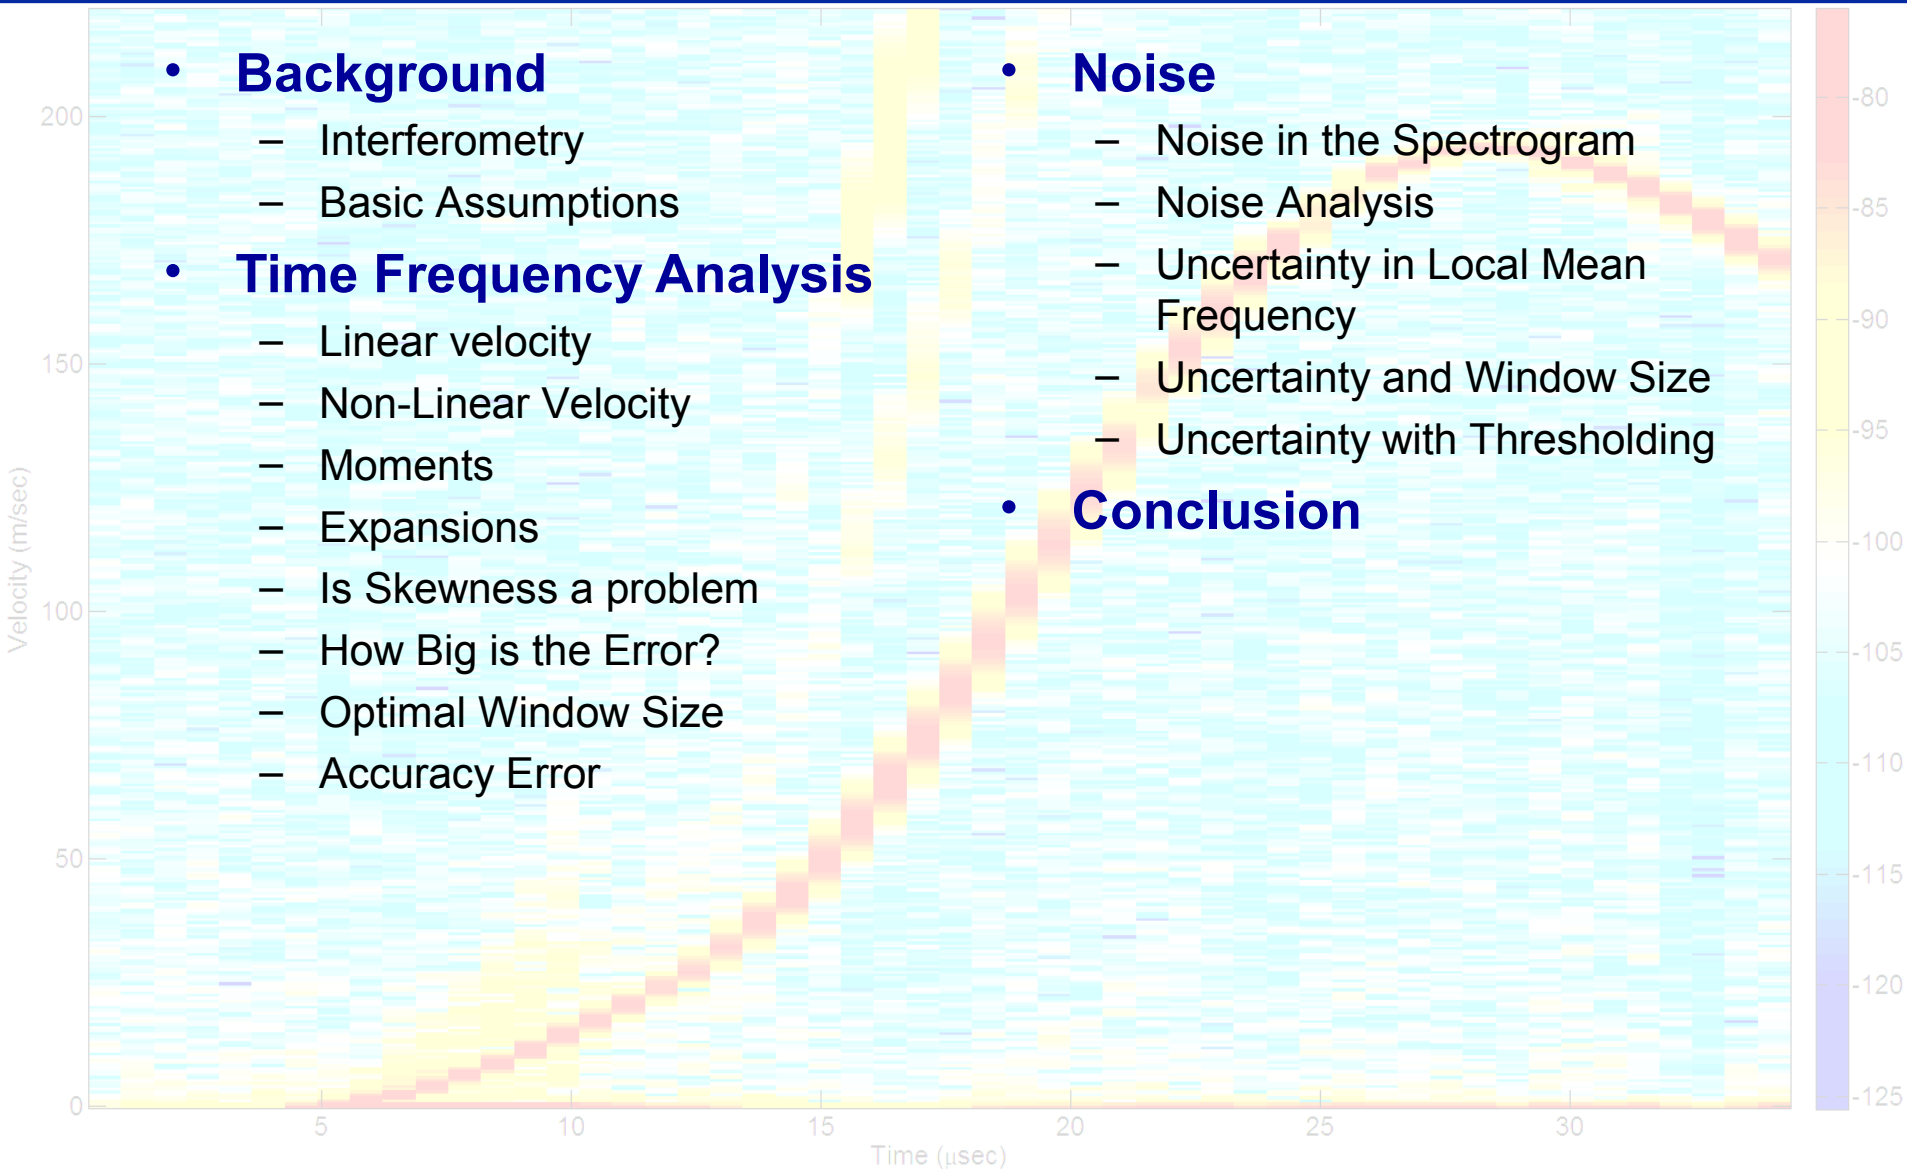 • Background
– Interferometry
– Basic Assumptions
• Time Frequency Analysis
– Linear velocity
– Non-Linear Velocity
– Moments
– Expansions
– Is Skewness a problem
– How Big is the Error?
– Optimal Window Size
– Accuracy Error
• Noise
– Noise in the Spectrogram
– Noise Analysis
– Uncertainty in Local Mean
Frequency
– Uncertainty and Window Size
– Uncertainty with Thresholding
• Conclusion
Velocity (m/sec)
200
150
100
50
0
5 10 15 20 25 30
Time (μsec)
-80
-85
-90
-95
-100
-105
-110
-115
-120
-125